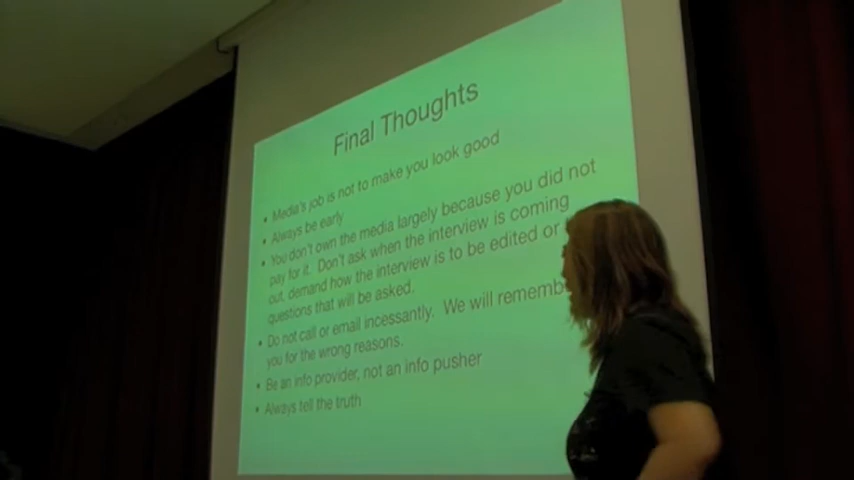 Final Thoughts
• Media's job is not to make you look good
• Always be early
• You don't own the media largely because you did not
pay for it. Don't ask when the interview is coming
out, demand how the interview is to be edited or
questions that will be asked.
• Do not call or email incessantly. We will rememb
you for the wrong reasons.
• Be an info provider, not an info pusher
• Always tell the truth